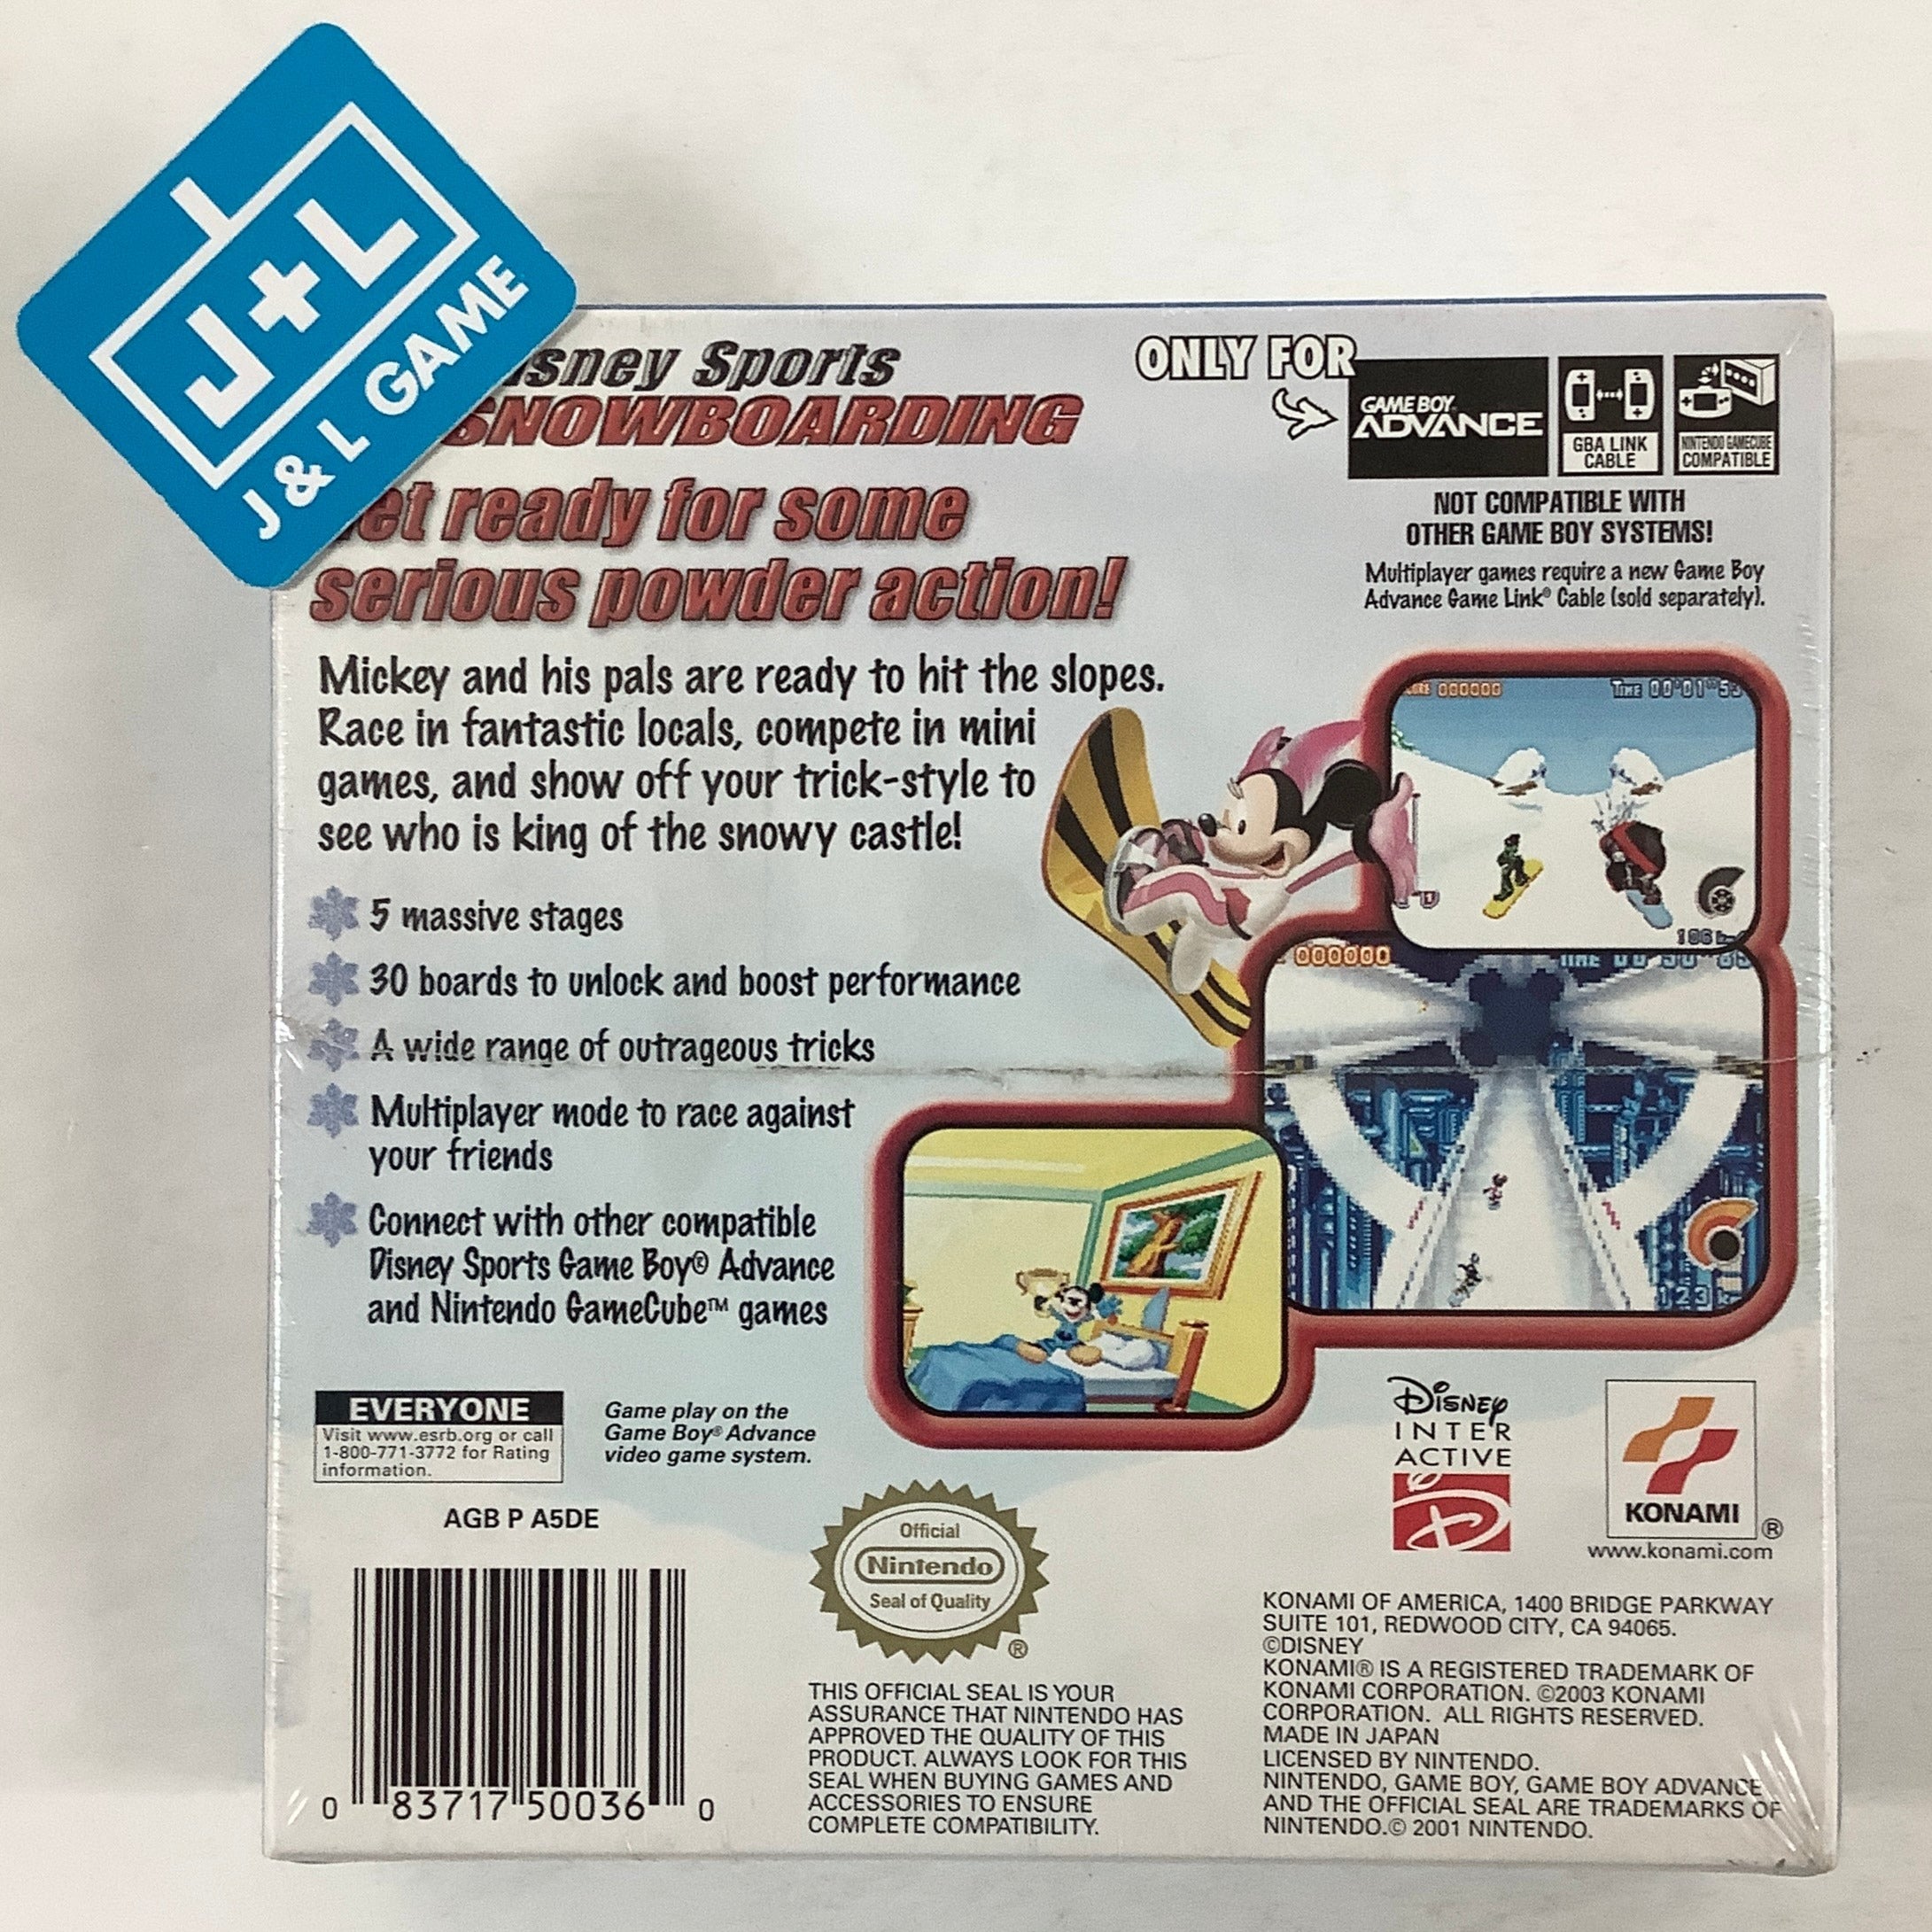 J+L
J & L GAME
Sports
SNOWBOARDING
ready for some
serious powder action!
Mickey and his pals are ready to hit the slopes.
Race in fantastic locals, compete in mini
games, and show off your trick-style to
see who is king of the snowy castle!
5 massive stages
30 boards to unlock and boost performance
A wide range of outrageous tricks
Multiplayer mode to race against
your friends
Connect with other compatible
Disney Sports Game Boy® Advance
and Nintendo GameCube™ games
ONLY FOR
GAME BOY
ADVANCE
GBA LINK
CABLE
NINTENDO GAMECUBE
COMPATIBLE
NOT COMPATIBLE WITH
OTHER GAME BOY SYSTEMS!
Multiplayer games require a new Game Boy
Advance Game Link® Cable (sold separately).
000000 TIME 00'01"53
000000 TIME
EVERYONE
Visit www.esrb.org or call
1-800-771-3772 for Rating
information.
Game play on the
Game Boy® Advance
video game system.
AGB P A5DE
0 83717 50036 0
Official
Nintendo
Seal of Quality
®
THIS OFFICIAL SEAL IS YOUR
ASSURANCE THAT NINTENDO HAS
APPROVED THE QUALITY OF THIS
PRODUCT. ALWAYS LOOK FOR THIS
SEAL WHEN BUYING GAMES AND
ACCESSORIES TO ENSURE
COMPLETE COMPATIBILITY.
DISNEY
INTER
ACTIVE
D
KONAMI
®
www.konami.com
KONAMI OF AMERICA, 1400 BRIDGE PARKWAY
SUITE 101, REDWOOD CITY, CA 94065.
©DISNEY
KONAMI® IS A REGISTERED TRADEMARK OF
KONAMI CORPORATION. ©2003 KONAMI
CORPORATION. ALL RIGHTS RESERVED.
MADE IN JAPAN
LICENSED BY NINTENDO.
NINTENDO, GAME BOY, GAME BOY ADVANCE
AND THE OFFICIAL SEAL ARE TRADEMARKS OF
NINTENDO.© 2001 NINTENDO.